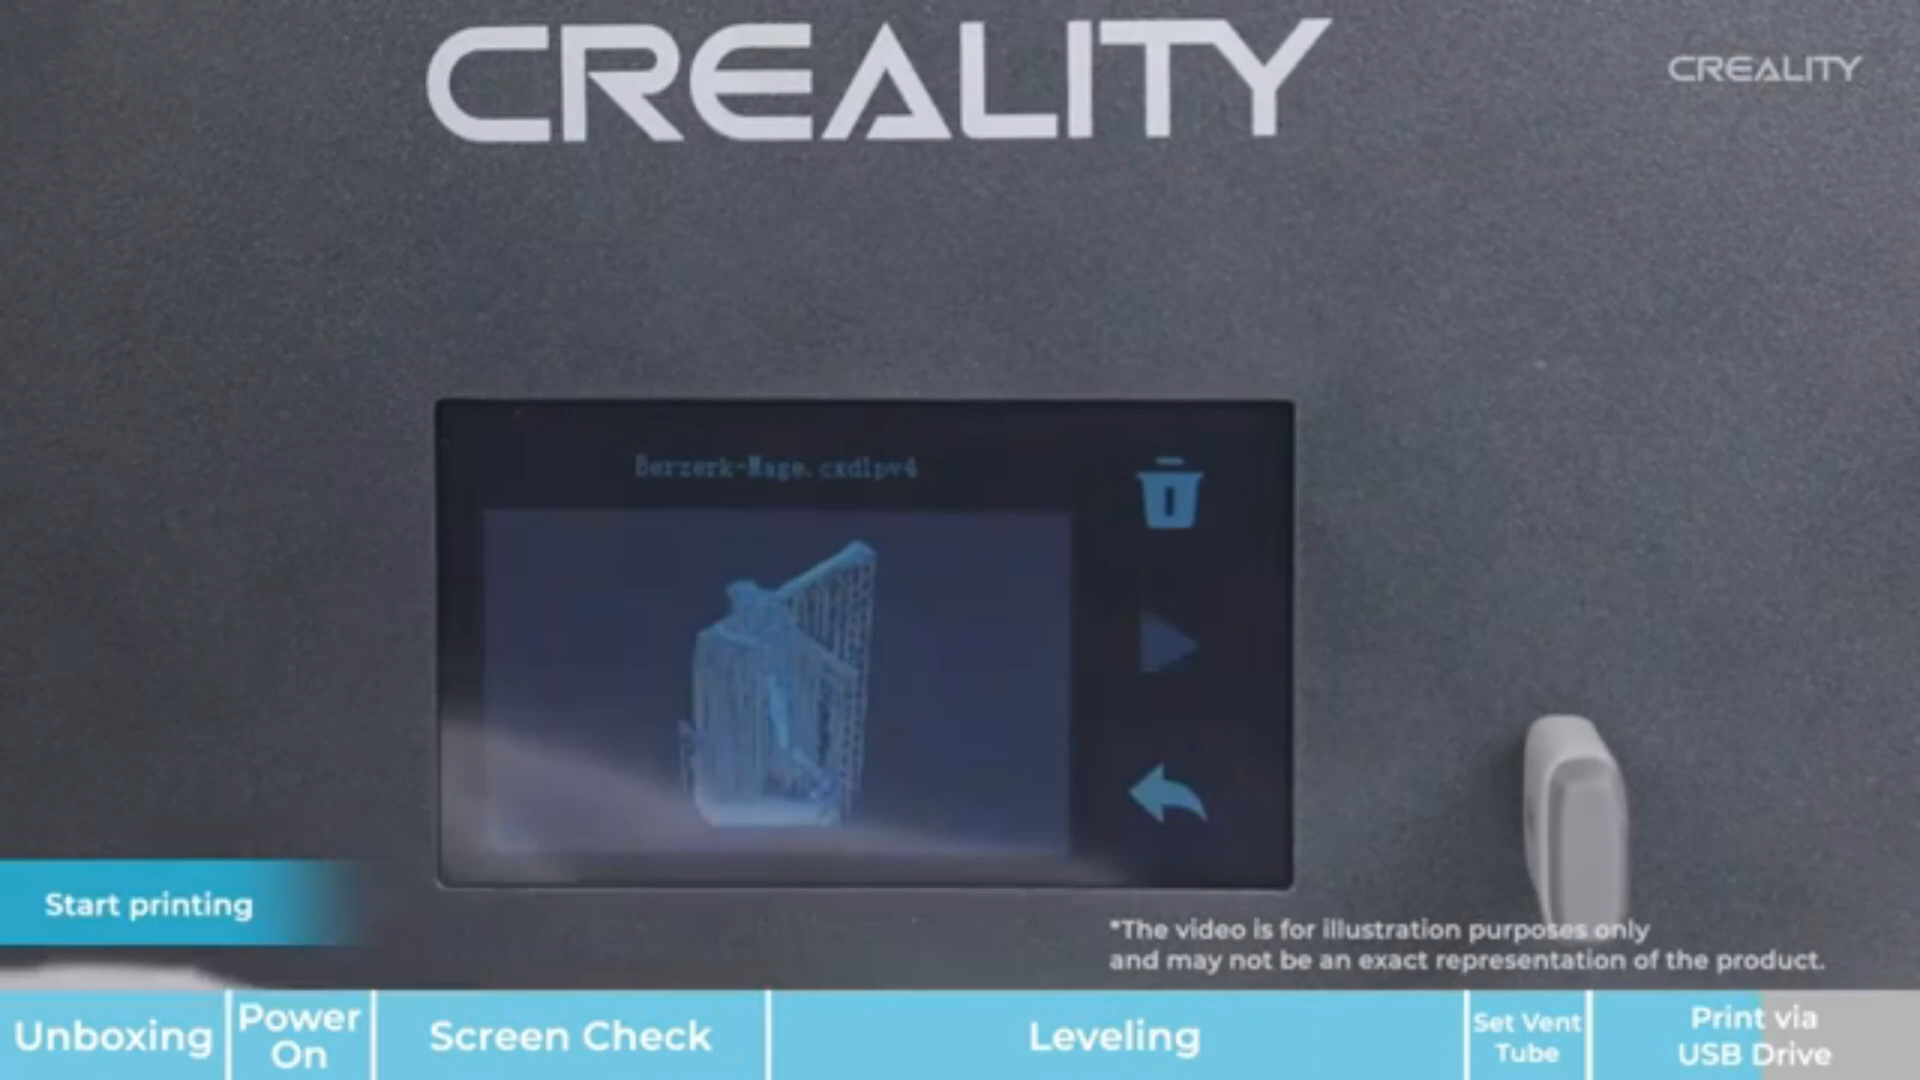 CREALITY
CREALITY
Berzerk-Mage.cxdlpv4
Start printing
*The video is for illustration purposes only
and may not be an exact representation of the product.
Unboxing
Power
On
Screen Check
Leveling
Set Vent
Tube
Print via
USB Drive